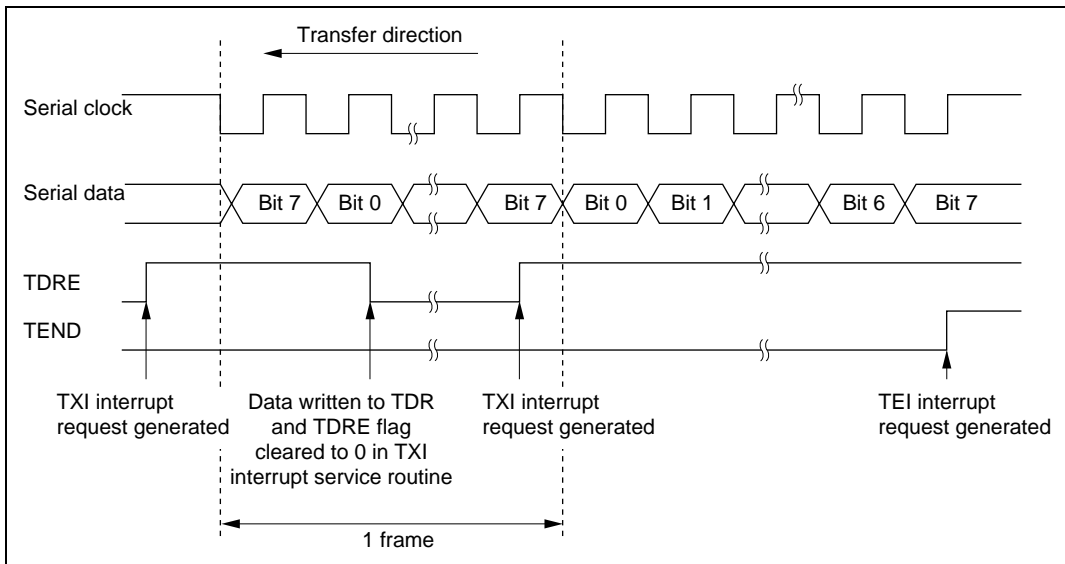 Transfer direction
Serial clock
Serial data
Bit 7 Bit 0 Bit 7 Bit 0 Bit 1 Bit 6 Bit 7
TDRE
TEND
TXI interrupt
request generated
Data written to TDR
and TDRE flag
cleared to 0 in TXI
interrupt service routine
TXI interrupt
request generated
TEI interrupt
request generated
1 frame